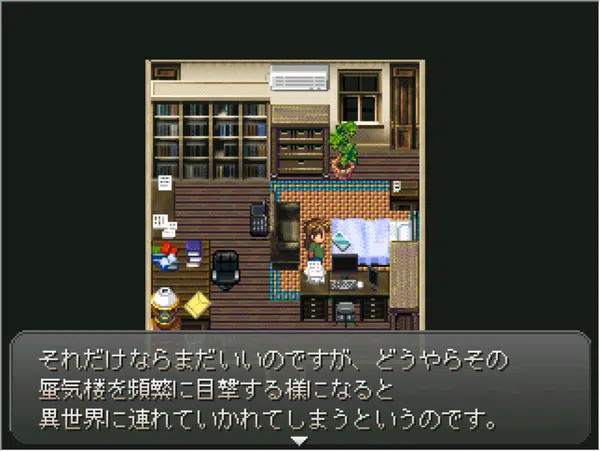 それだけならまだいいのですが、どうやらその
蜃気楼を頻繁に目撃する様になると
異世界に連れていかれてしまうというのです。